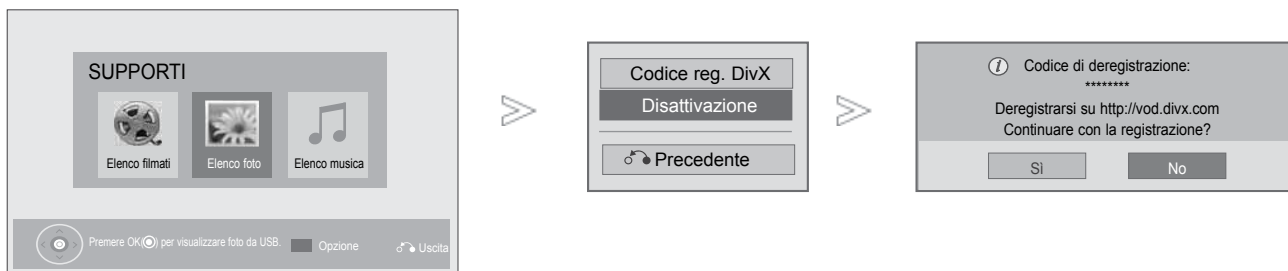 SUPPORTI
Elenco filmati
Elenco foto
Elenco musica
Premere OK(◉) per visualizzare foto da USB.
Opzione
Uscita
Codice reg. DivX
Disattivazione
Precedente
Codice di deregistrazione:
********
Deregistrarsi su http://vod.divx.com
Continuare con la registrazione?
Sì
No